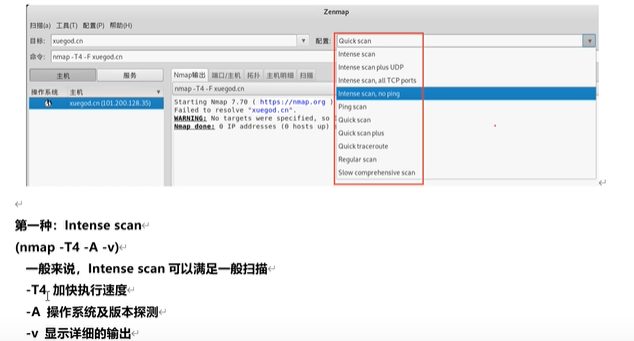 Zenmap
扫描(a) 工具(T) 配置(P) 帮助(H)
目标: xuegod.cn 配置: Quick scan
命令: nmap -T4 -F xuegod.cn
主机 服务
Nmap输出 端口/主机 拓扑 主机明细 扫描
操作系统 主机
xuegod.cn (101.200.128.35)
nmap -T4 -F xuegod.cn
Starting Nmap 7.70 ( https://nmap.org )
Failed to resolve "xuegod.cn".
WARNING: No targets were specified, so
Nmap done: 0 IP addresses (0 hosts up)
Intense scan
Intense scan plus UDP
Intense scan, all TCP ports
Intense scan, no ping
Ping scan
Quick scan
Quick scan plus
Quick traceroute
Regular scan
Slow comprehensive scan
第一种：Intense scan
(nmap -T4 -A -v)
一般来说，Intense scan 可以满足一般扫描
-T4 加快执行速度
-A 操作系统及版本探测
-v 显示详细的输出